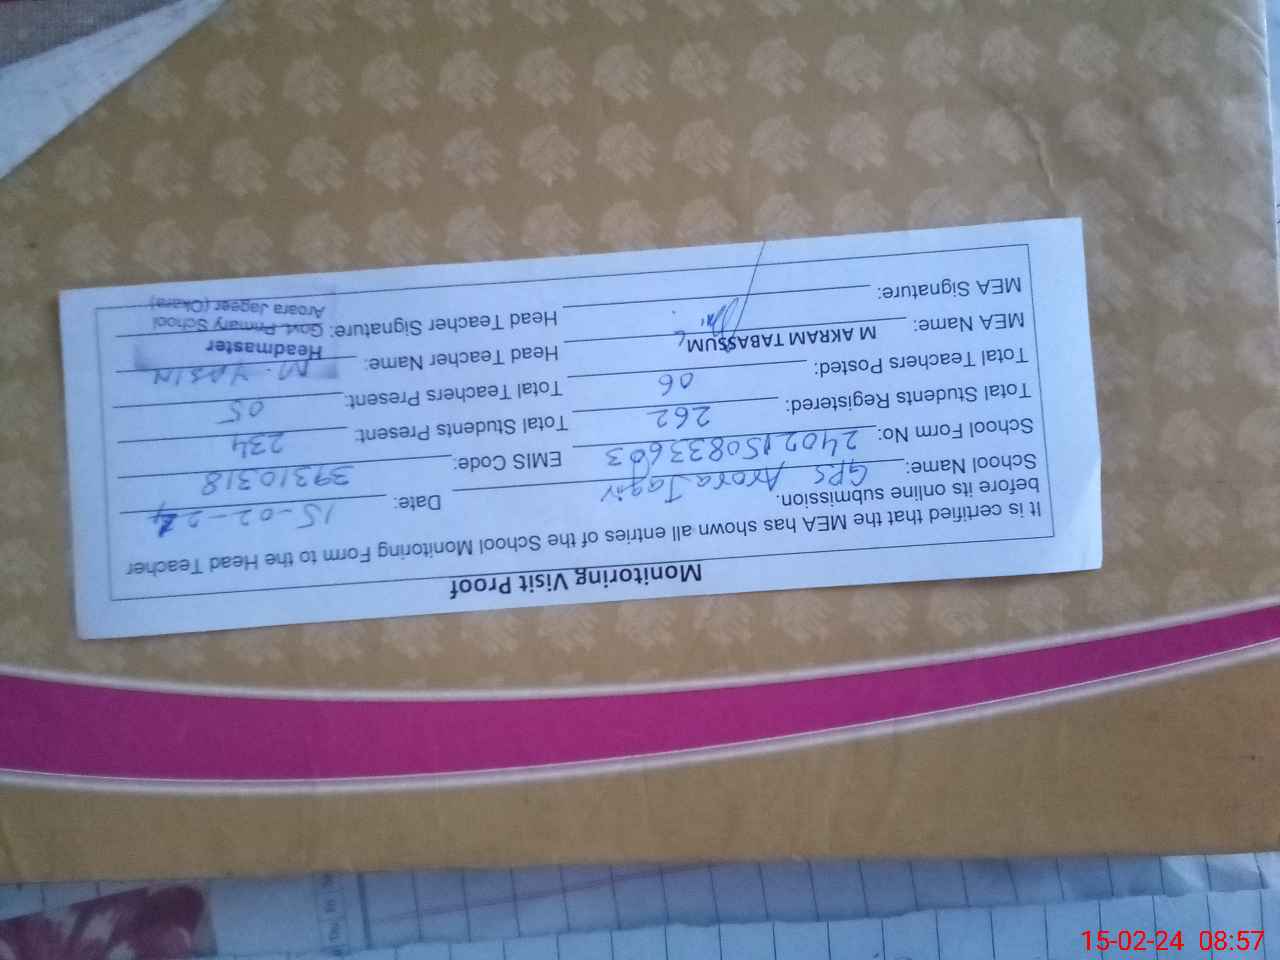 Monitoring Visit Proof
It is certified that the MEA has shown all entries of the School Monitoring Form to the Head Teacher
before its online submission.
School Name: GPS Arora Jagir Date: 15-02-24
School Form No: 2402150833603 EMIS Code: 39310318
Total Students Registered: 262 Total Students Present: 234
Total Teachers Posted: 06 Total Teachers Present: 05
MEA Name: M AKRAM TABASSUM Head Teacher Name: M. YASIN
Headmaster
MEA Signature: Head Teacher Signature: Govt. Primary School
Aroara Jageer (Okara)
15-02-24 08:57